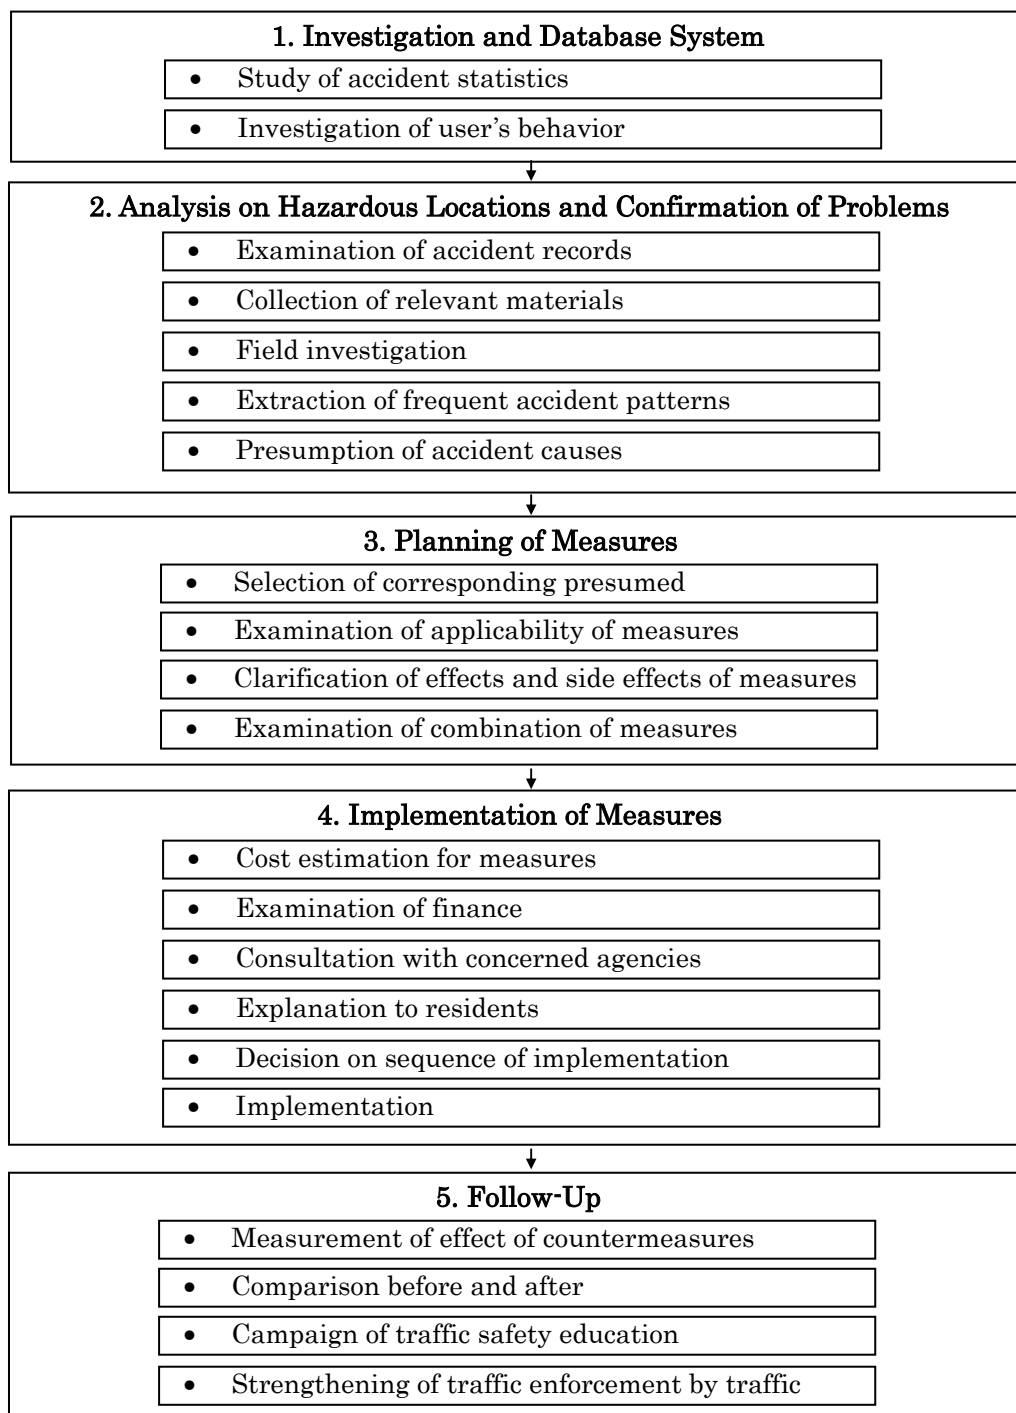 1. Investigation and Database System
• Study of accident statistics
• Investigation of user’s behavior
2. Analysis on Hazardous Locations and Confirmation of Problems
• Examination of accident records
• Collection of relevant materials
• Field investigation
• Extraction of frequent accident patterns
• Presumption of accident causes
3. Planning of Measures
• Selection of corresponding presumed
• Examination of applicability of measures
• Clarification of effects and side effects of measures
• Examination of combination of measures
4. Implementation of Measures
• Cost estimation for measures
• Examination of finance
• Consultation with concerned agencies
• Explanation to residents
• Decision on sequence of implementation
• Implementation
5. Follow-Up
• Measurement of effect of countermeasures
• Comparison before and after
• Campaign of traffic safety education
• Strengthening of traffic enforcement by traffic